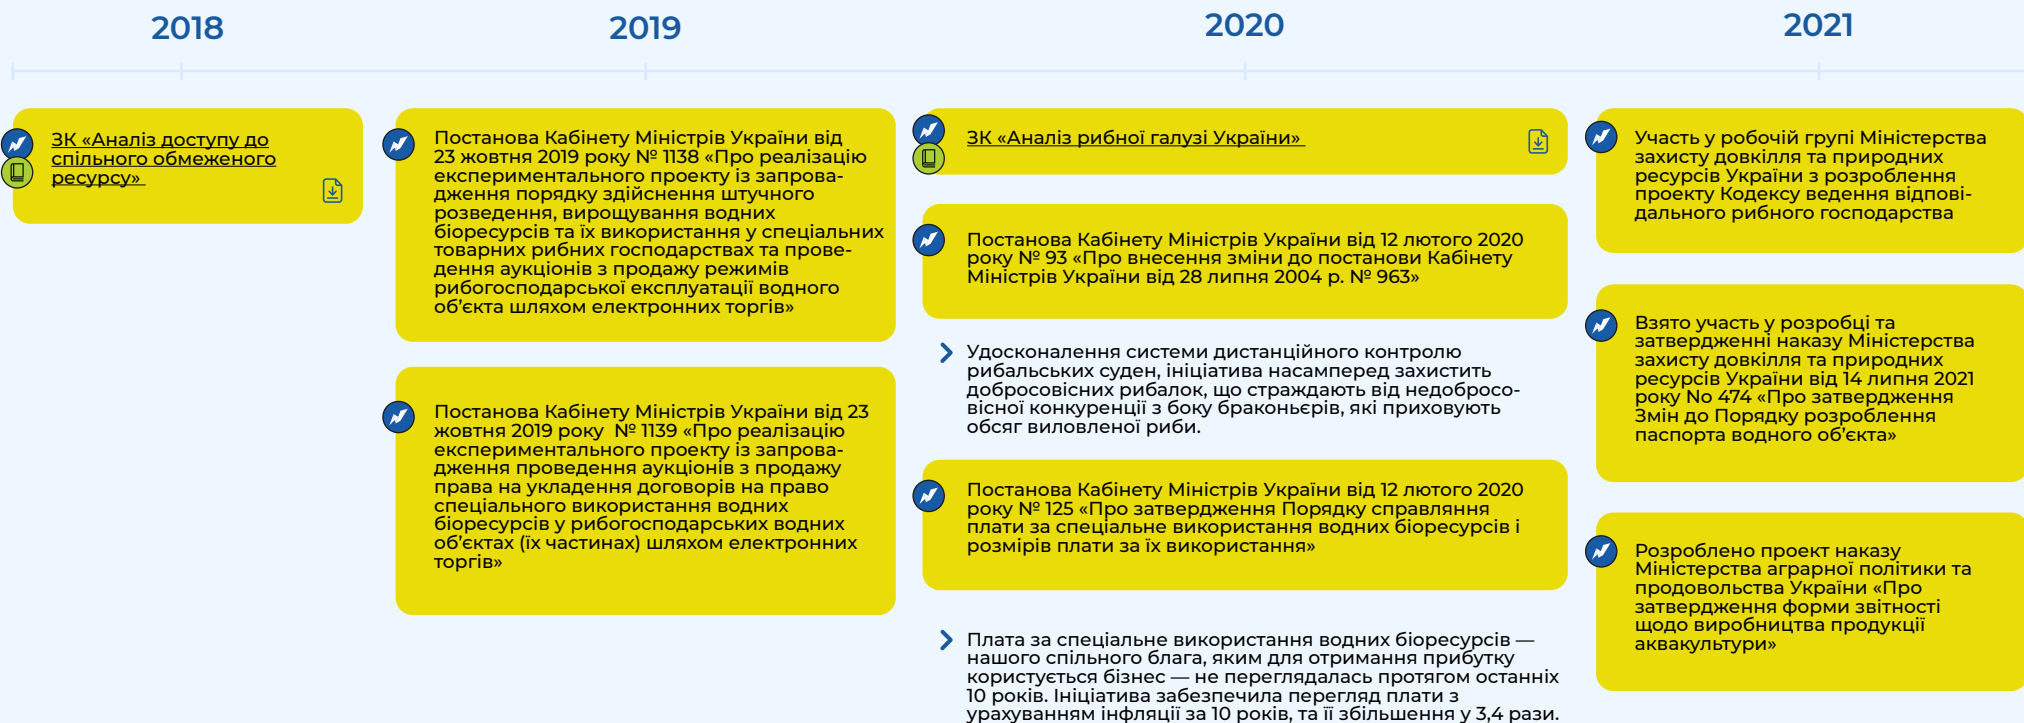 2018
2019
2020
2021
ЗК «Аналіз доступу до
спільного обмеженого
ресурсу»
Постанова Кабінету Міністрів України від
23 жовтня 2019 року № 1138 «Про реалізацію
експериментального проекту із запрова-
дження порядку здійснення штучного
розведення, вирощування водних
біоресурсів та їх використання у спеціальних
товарних рибних господарствах та прове-
дення аукціонів з продажу режимів
рибогосподарської експлуатації водного
об’єкта шляхом електронних торгів»
Постанова Кабінету Міністрів України від 23
жовтня 2019 року № 1139 «Про реалізацію
експериментального проекту із запрова-
дження проведення аукціонів з продажу
права на укладення договорів на право
спеціального використання водних
біоресурсів у рибогосподарських водних
об’єктах (їх частинах) шляхом електронних
торгів»
ЗК «Аналіз рибної галузі України»
Постанова Кабінету Міністрів України від 12 лютого 2020
року № 93 «Про внесення зміни до постанови Кабінету
Міністрів України від 28 липня 2004 р. № 963»
Удосконалення системи дистанційного контролю
рибальських суден, ініціатива насамперед захистить
добросовісних рибалок, що страждають від недобросо-
вісної конкуренції з боку браконьєрів, які приховують
обсяг виловленої риби.
Постанова Кабінету Міністрів України від 12 лютого 2020
року № 125 «Про затвердження Порядку справляння
плати за спеціальне використання водних біоресурсів і
розмірів плати за їх використання»
Плата за спеціальне використання водних біоресурсів —
нашого спільного блага, яким для отримання прибутку
користується бізнес — не переглядалась протягом останніх
10 років. Ініціатива забезпечила перегляд плати з
урахуванням інфляції за 10 років, та її збільшення у 3,4 рази.
Участь у робочій групі Міністерства
захисту довкілля та природних
ресурсів України з розроблення
проекту Кодексу ведення відпові-
дального рибного господарства
Взято участь у розробці та
затвердженні наказу Міністерства
захисту довкілля та природних
ресурсів України від 14 липня 2021
року No 474 «Про затвердження
Змін до Порядку розроблення
паспорта водного об’єкта»
Розроблено проект наказу
Міністерства аграрної політики та
продовольства України «Про
затвердження форми звітності
щодо виробництва продукції
аквакультури»